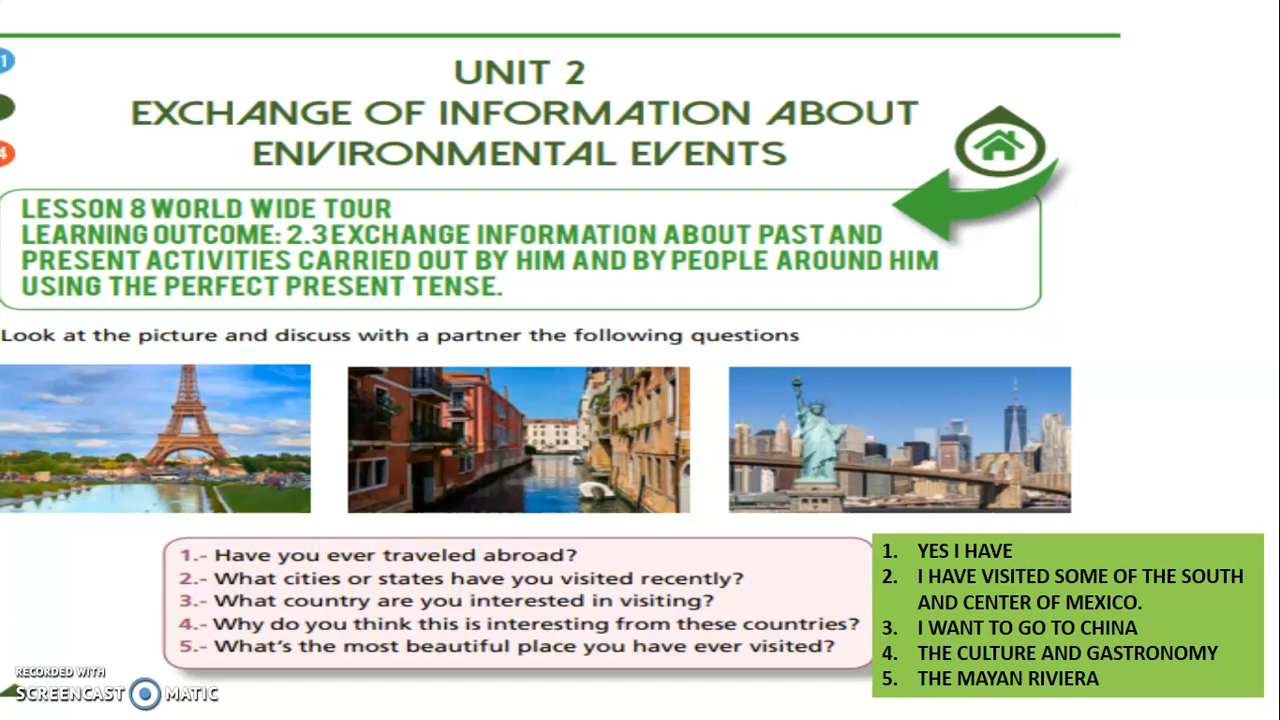 1
UNIT 2
EXCHANGE OF INFORMATION ABOUT
ENVIRONMENTAL EVENTS
4
LESSON 8 WORLD WIDE TOUR
LEARNING OUTCOME: 2.3 EXCHANGE INFORMATION ABOUT PAST AND
PRESENT ACTIVITIES CARRIED OUT BY HIM AND BY PEOPLE AROUND HIM
USING THE PERFECT PRESENT TENSE.
Look at the picture and discuss with a partner the following questions
1.- Have you ever traveled abroad?
2.- What cities or states have you visited recently?
3.- What country are you interested in visiting?
4.- Why do you think this is interesting from these countries?
5.- What's the most beautiful place you have ever visited?
1. YES I HAVE
2. I HAVE VISITED SOME OF THE SOUTH
AND CENTER OF MEXICO.
3. I WANT TO GO TO CHINA
4. THE CULTURE AND GASTRONOMY
5. THE MAYAN RIVIERA
RECORDED WITH
SCREENCAST MATIC